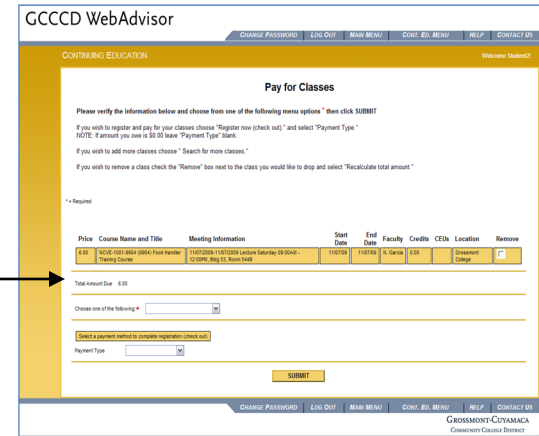 GCCCD WebAdvisor
CHANGE PASSWORD LOG OUT MAIN MENU CONT. ED. MENU HELP CONTACT US
CONTINUING EDUCATION Welcome Student2!
Pay for Classes
Please verify the information below and choose from one of the following menu options * then click SUBMIT
If you wish to register and pay for your classes choose "Register now (check out)." and select "Payment Type."
NOTE: If amount you owe is $0.00 leave "Payment Type" blank.
If you wish to add more classes choose " Search for more classes."
If you wish to remove a class check the "Remove" box next to the class you would like to drop and select "Recalculate total amount."
* = Required
Price Course Name and Title Meeting Information Start Date End Date Faculty Credits CEUs Location Remove
6.00 NCVE-1001-9904 (9904) Food Handler Training Course 11/07/2009-11/07/2009 Lecture Saturday 09:00AM - 12:00PM, Bldg 53, Room 544B 11/07/09 11/07/09 N. Garcia 0.00 Grossmont College
Total Amount Due 6.00
Choose one of the following:*
Select a payment method to complete registration (check out)
Payment Type
SUBMIT
CHANGE PASSWORD LOG OUT MAIN MENU CONT. ED. MENU HELP CONTACT US
GROSSMONT-CUYAMACA
COMMUNITY COLLEGE DISTRICT